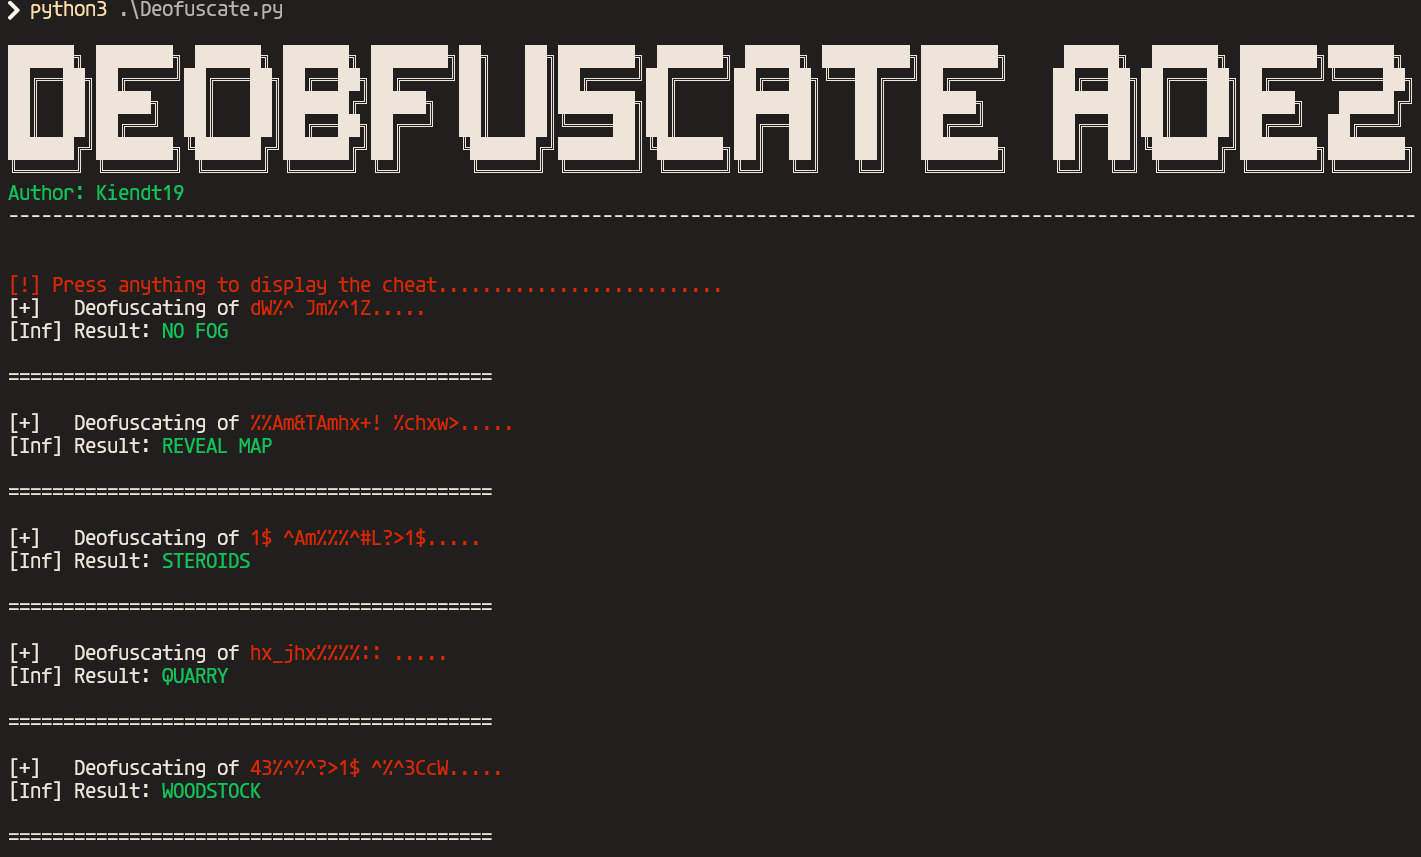 ❯ python3 .\Deofuscate.py
DEOBFUSCATE AOE2
Author: Kiendt19
--------------------------------------------------------------------------------------------------------------------------------
[!] Press anything to display the cheat..........................
[+]   Deofuscating of dW%^ Jm%^1Z.....
[Inf] Result: NO FOG
============================================
[+]   Deofuscating of %%Am&TAmhx+! %chxw>.....
[Inf] Result: REVEAL MAP
============================================
[+]   Deofuscating of 1$ ^Am%%%^#L?>1$.....
[Inf] Result: STEROIDS
============================================
[+]   Deofuscating of hx_jhx%%%%:: .....
[Inf] Result: QUARRY
============================================
[+]   Deofuscating of 43%^%^?>1$ ^%^3CcW.....
[Inf] Result: WOODSTOCK
============================================